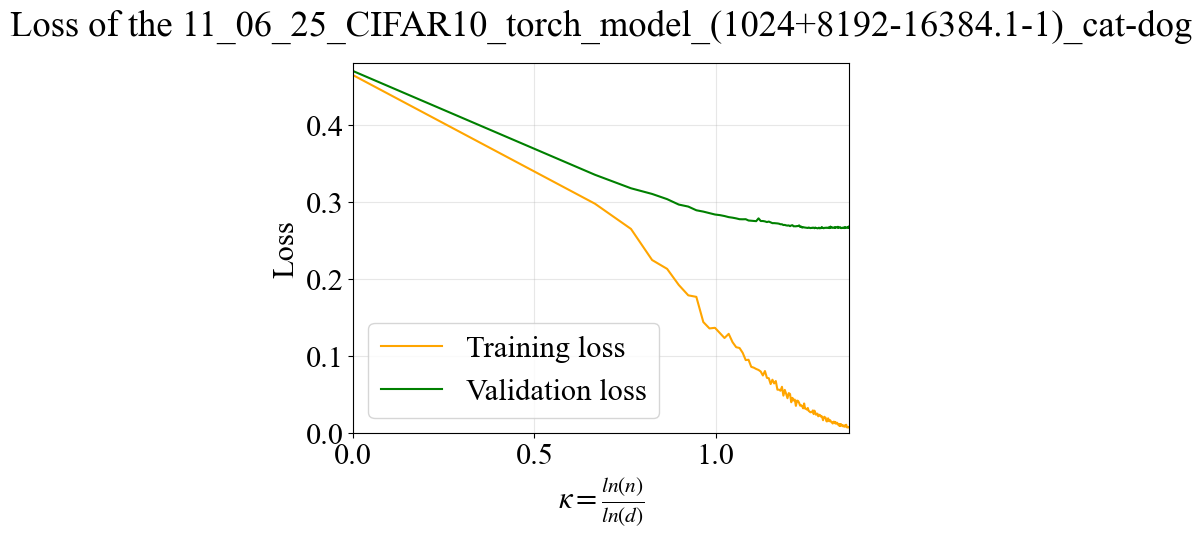 Loss of the 11_06_25_CIFAR10_torch_model_(1024+8192-16384.1-1)_cat-dog
0.4
0.3
0.2
0.1
0.0
Loss
Training loss
Validation loss
0.0 0.5 1.0
κ = ln(n) / ln(d)